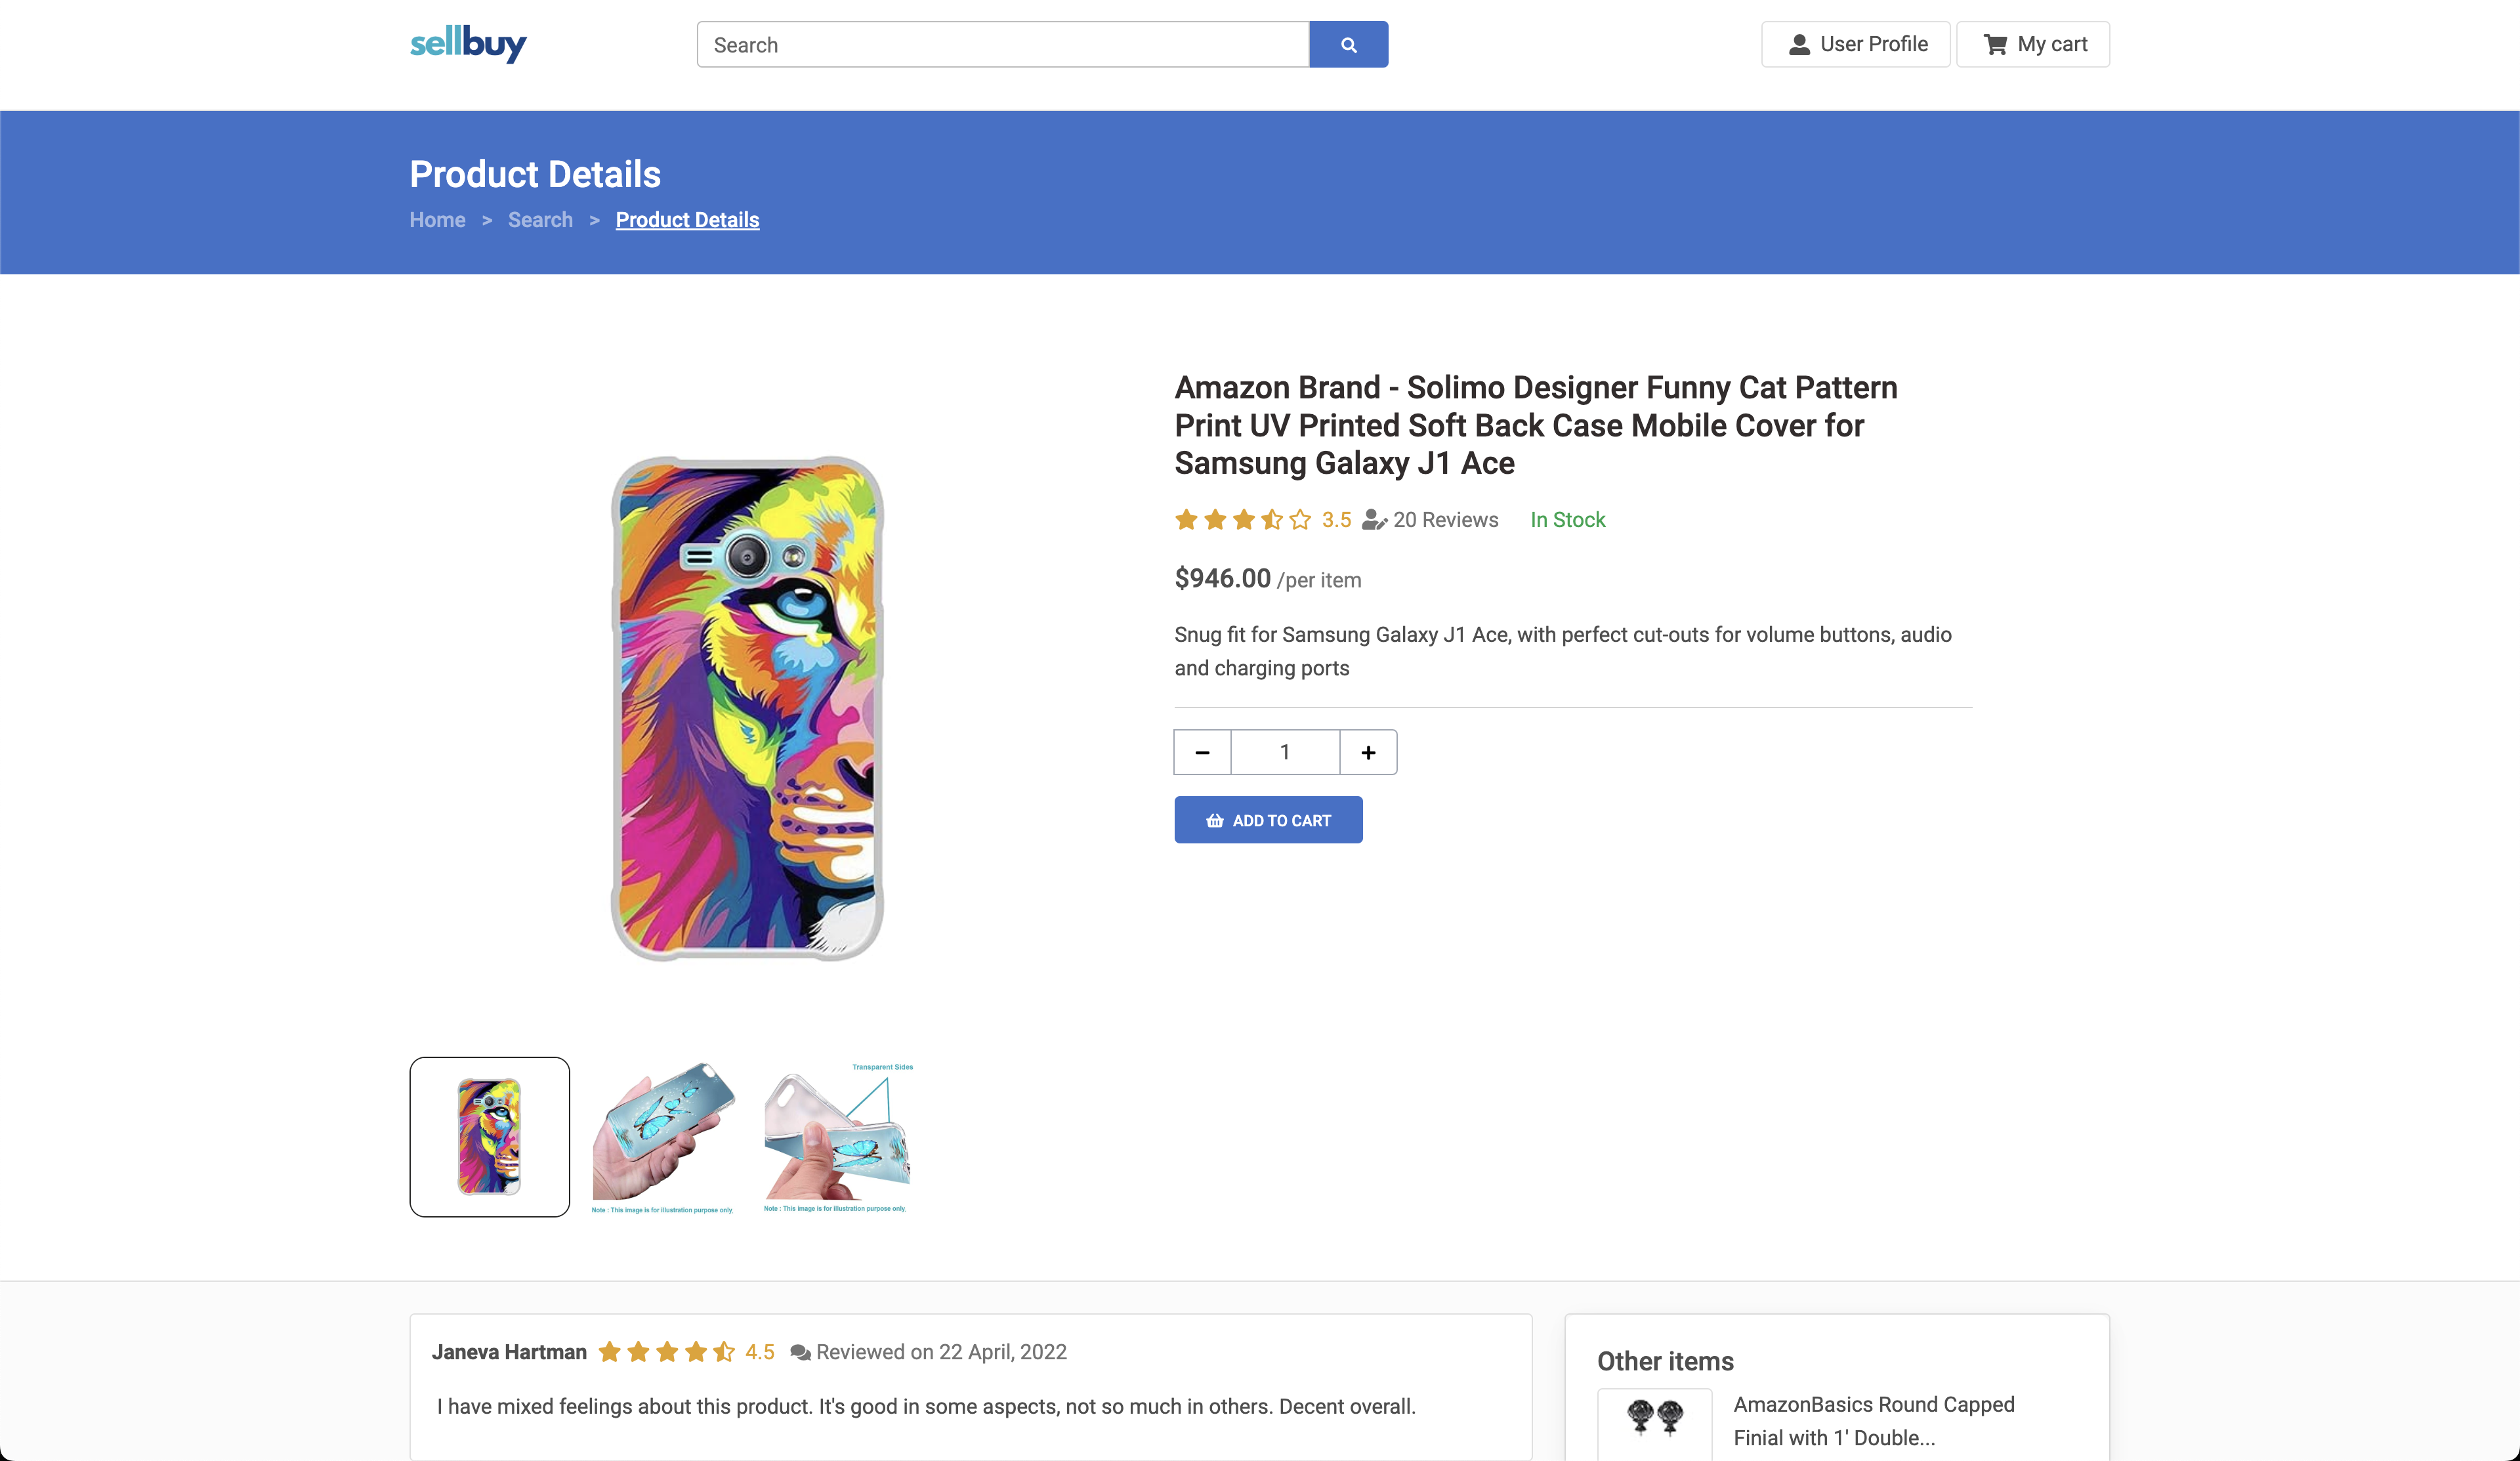 sellbuy
Search
User Profile
My cart
Product Details
Home > Search > Product Details
Amazon Brand - Solimo Designer Funny Cat Pattern
Print UV Printed Soft Back Case Mobile Cover for
Samsung Galaxy J1 Ace
3.5 20 Reviews In Stock
$946.00 /per item
Snug fit for Samsung Galaxy J1 Ace, with perfect cut-outs for volume buttons, audio
and charging ports
− 1 +
ADD TO CART
Transparent Sides
Note : This image is for illustration purpose only.
Note : This image is for illustration purpose only.
Janeva Hartman 4.5 Reviewed on 22 April, 2022
I have mixed feelings about this product. It's good in some aspects, not so much in others. Decent overall.
Other items
AmazonBasics Round Capped
Finial with 1' Double...